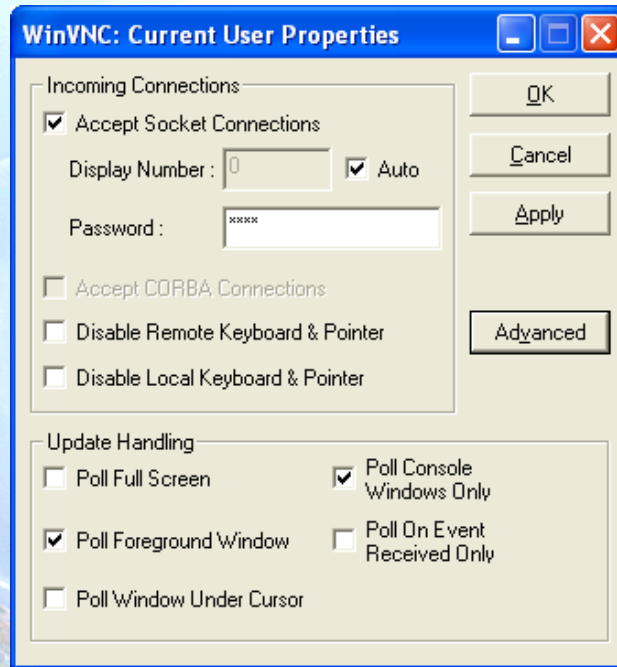 WinVNC: Current User Properties
Incoming Connections
OK
Accept Socket Connections
Display Number : 0 Auto
Cancel
Password : ****
Apply
Accept CORBA Connections
Disable Remote Keyboard & Pointer
Advanced
Disable Local Keyboard & Pointer
Update Handling
Poll Full Screen
Poll Console
Windows Only
Poll Foreground Window
Poll On Event
Received Only
Poll Window Under Cursor